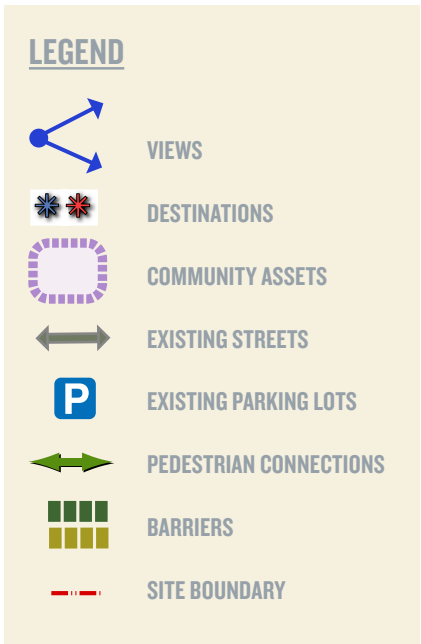 LEGEND
VIEWS
DESTINATIONS
COMMUNITY ASSETS
EXISTING STREETS
P EXISTING PARKING LOTS
PEDESTRIAN CONNECTIONS
BARRIERS
SITE BOUNDARY